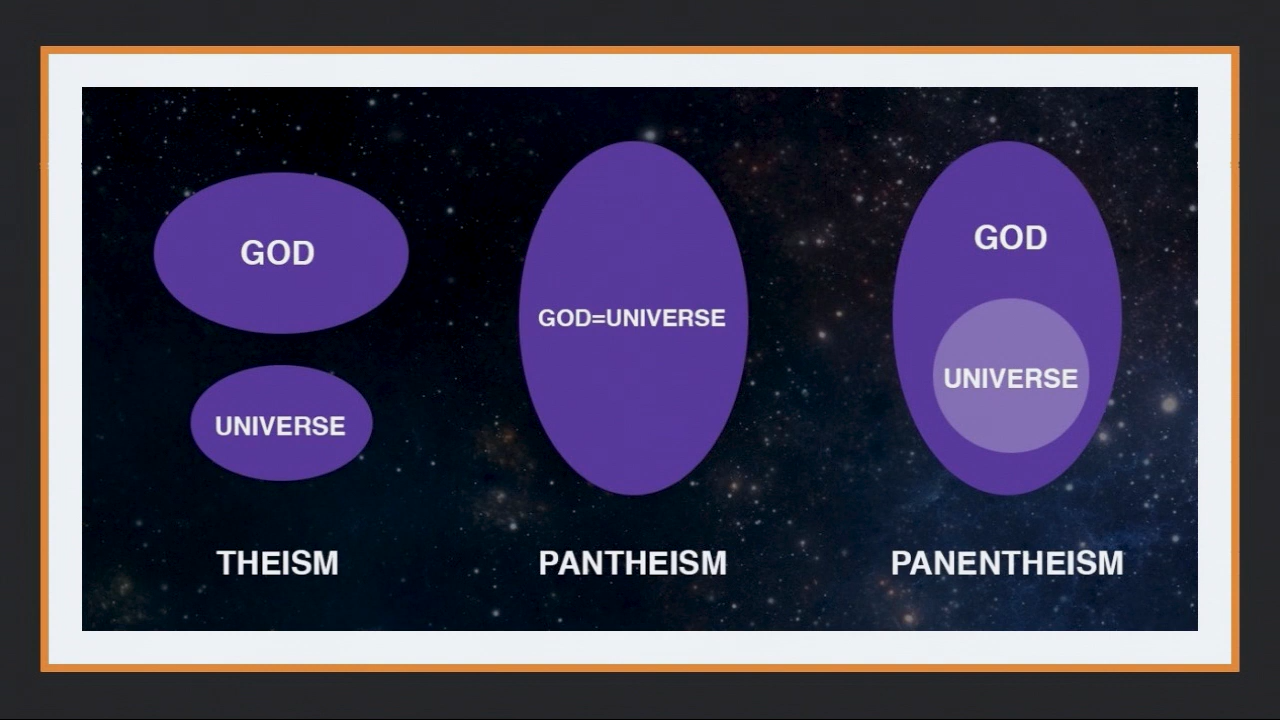 GOD
UNIVERSE
THEISM
GOD=UNIVERSE
PANTHEISM
GOD
UNIVERSE
PANENTHEISM